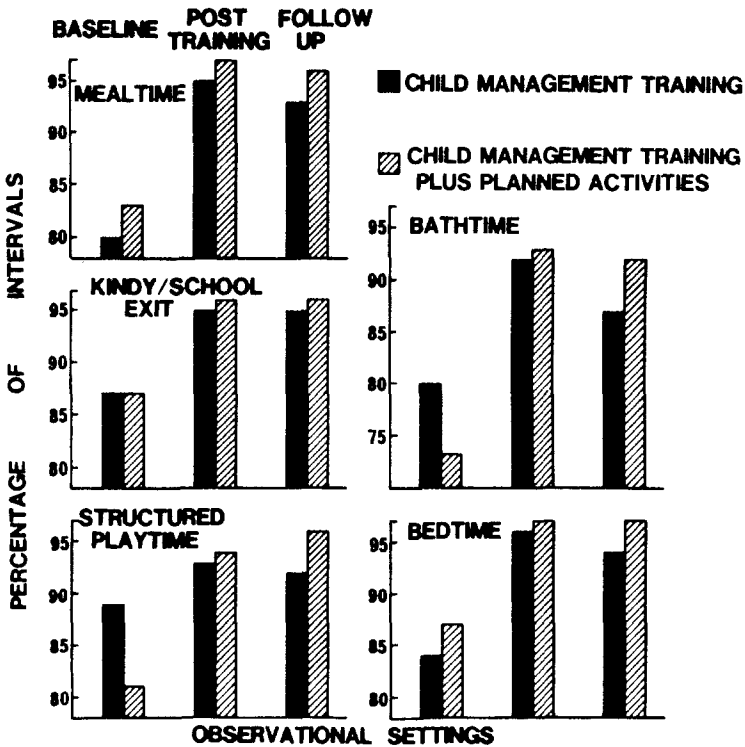 BASELINE
POST TRAINING
FOLLOW UP
CHILD MANAGEMENT TRAINING
CHILD MANAGEMENT TRAINING
PLUS PLANNED ACTIVITIES
PERCENTAGE OF INTERVALS
MEALTIME
95
90
85
80
KINDY/SCHOOL
EXIT
95
90
85
80
STRUCTURED
PLAYTIME
95
90
85
80
BATHTIME
95
90
85
80
75
BEDTIME
95
90
85
80
OBSERVATIONAL SETTINGS